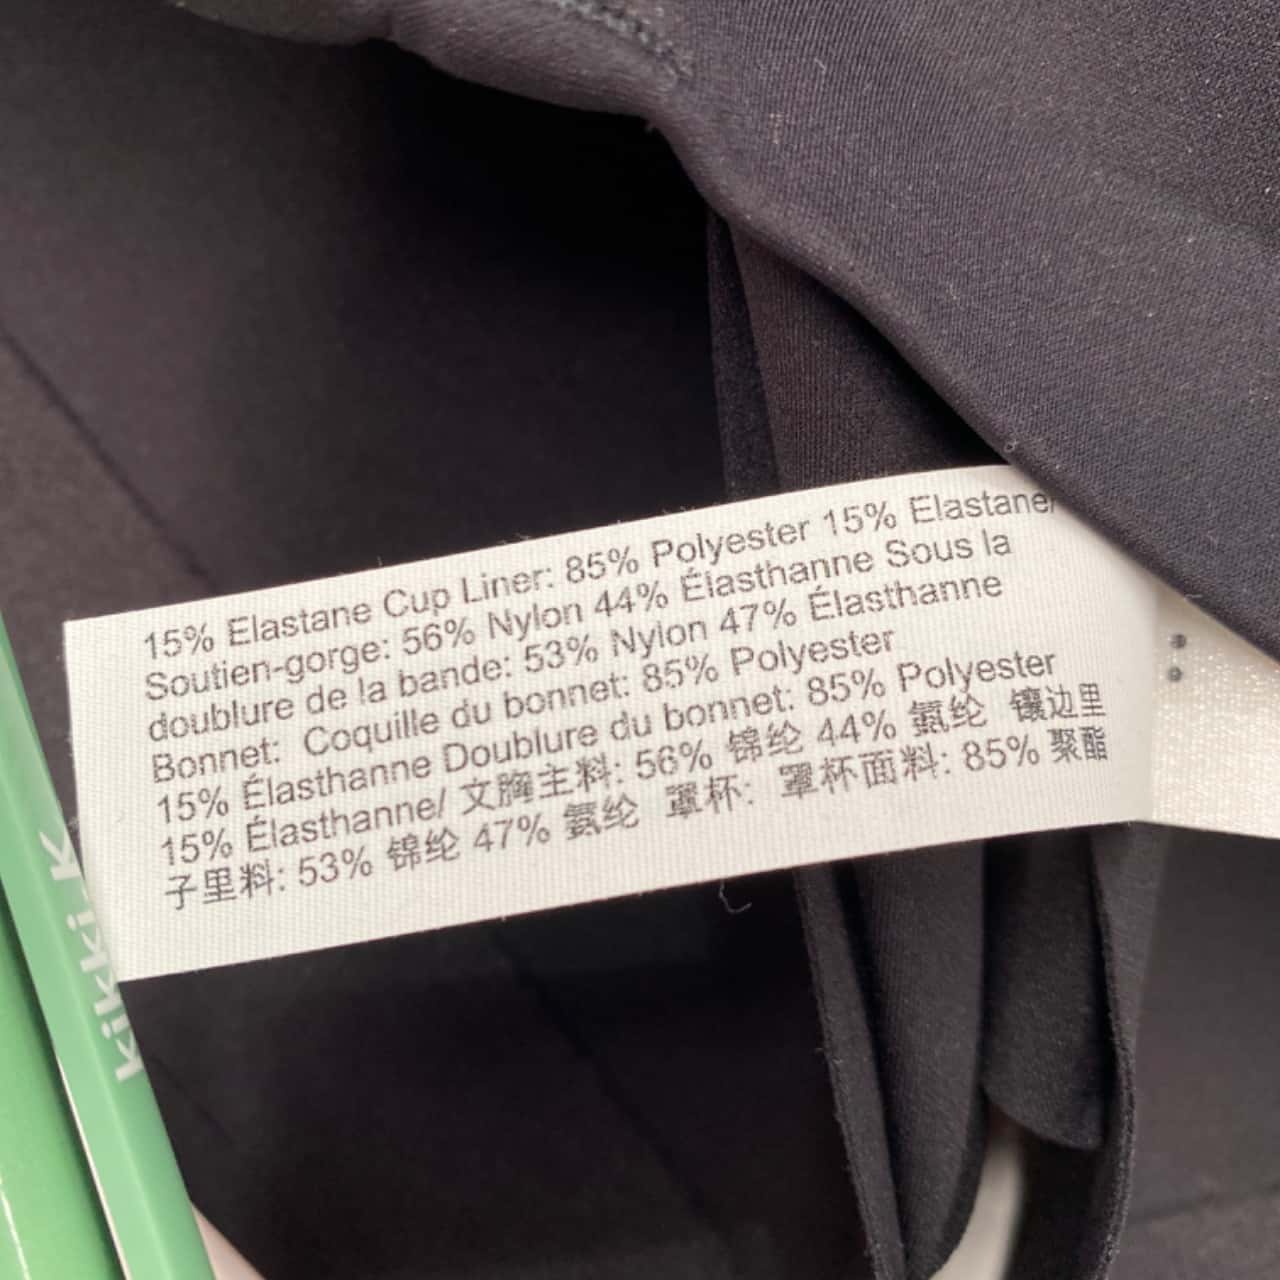 15% Elastane Cup Liner: 85% Polyester 15% Elastane/
Soutien-gorge: 56% Nylon 44% Élasthanne Sous la
doublure de la bande: 53% Nylon 47% Élasthanne
Bonnet: Coquille du bonnet: 85% Polyester
15% Élasthanne Doublure du bonnet: 85% Polyester
15% Élasthanne/ 文胸主料: 56% 锦纶 44% 氨纶 镶边里
子里料: 53% 锦纶 47% 氨纶 罩杯: 罩杯面料: 85% 聚酯
kikki.K